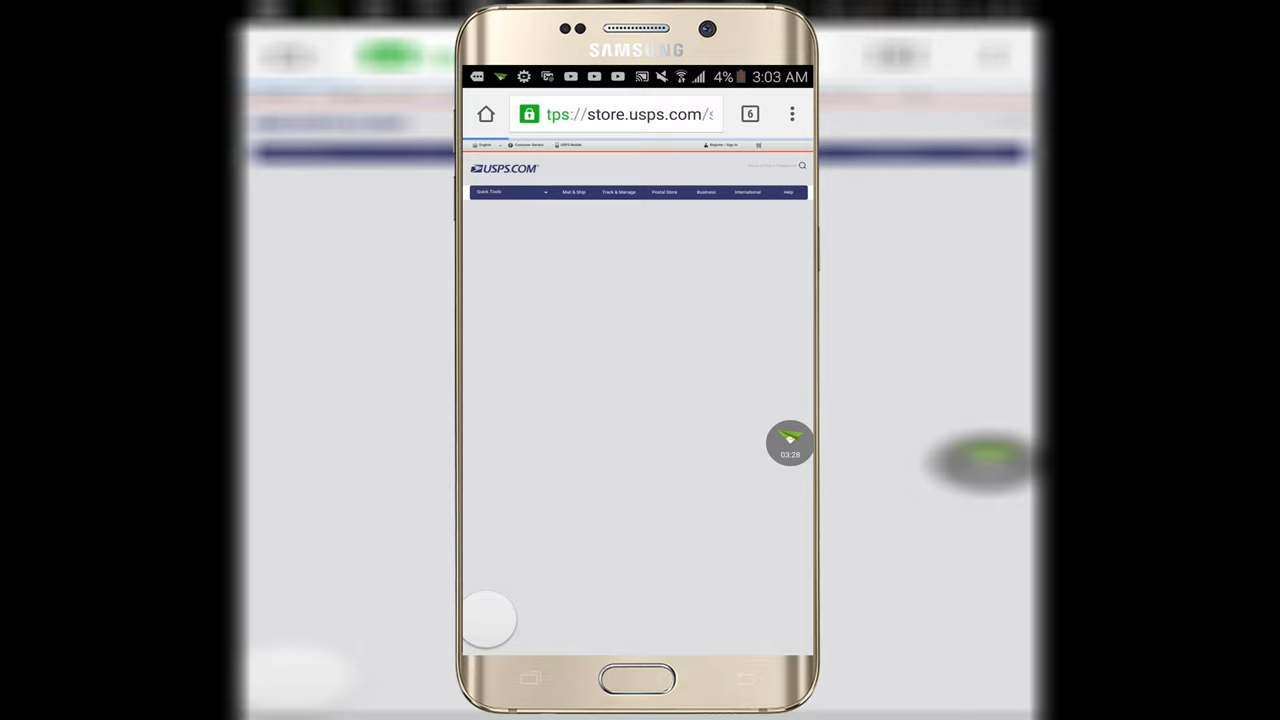 SAMSUNG
4% 3:03 AM
tps://store.usps.com/s
6
English Customer Service USPS Mobile Register / Sign In
USPS.COM
Quick Tools Mail & Ship Track & Manage Postal Store Business International Help
03:28